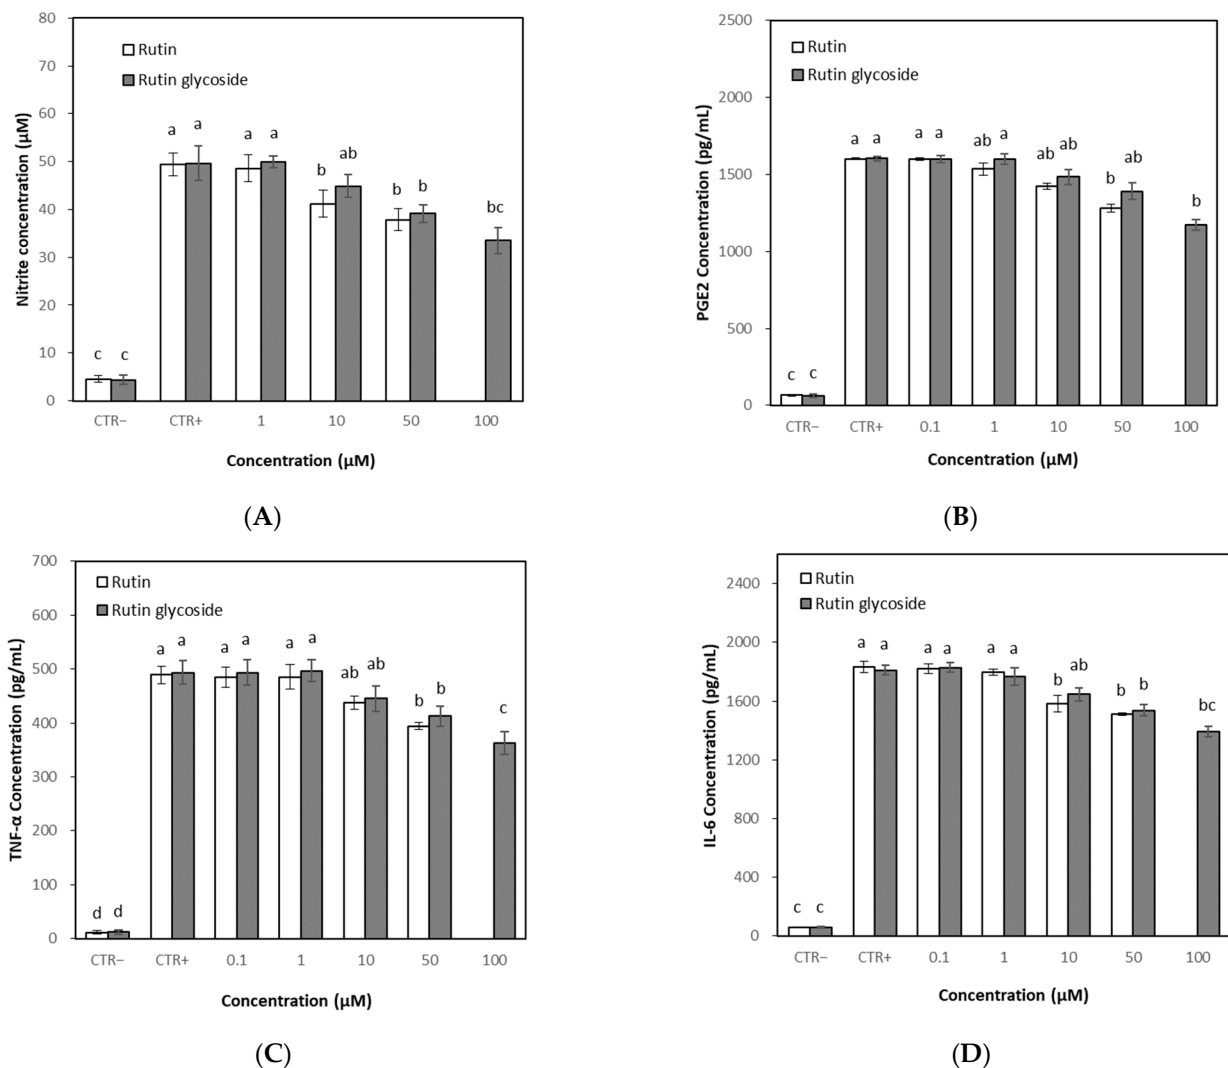 80
70
60
50
40
30
20
10
0
Nitrite concentration (µM)
Rutin
Rutin glycoside
c c a a a a b ab b b bc
CTR− CTR+ 1 10 50 100
Concentration (µM)
(A)
2500
2000
1500
1000
500
0
PGE2 Concentration (pg/mL)
Rutin
Rutin glycoside
c c a a a a ab a ab ab b ab b
CTR− CTR+ 0.1 1 10 50 100
Concentration (µM)
(B)
700
600
500
400
300
200
100
0
TNF-α Concentration (pg/mL)
Rutin
Rutin glycoside
d d a a a a a a ab ab b b c
CTR− CTR+ 0.1 1 10 50 100
Concentration (µM)
(C)
2400
2000
1600
1200
800
400
0
IL-6 Concentration (pg/mL)
Rutin
Rutin glycoside
c c a a a a a a b ab b b bc
CTR− CTR+ 0.1 1 10 50 100
Concentration (µM)
(D)